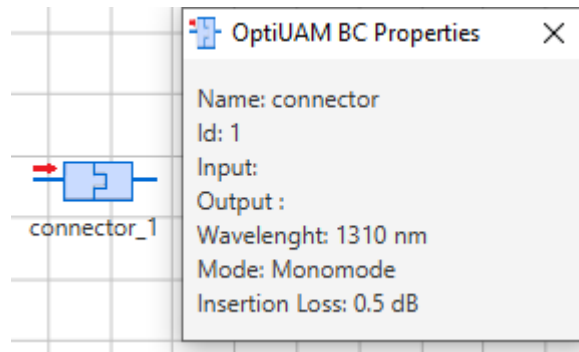 OptiUAM BC Properties
Name: connector
Id: 1
Input:
Output :
Wavelenght: 1310 nm
Mode: Monomode
Insertion Loss: 0.5 dB
connector_1